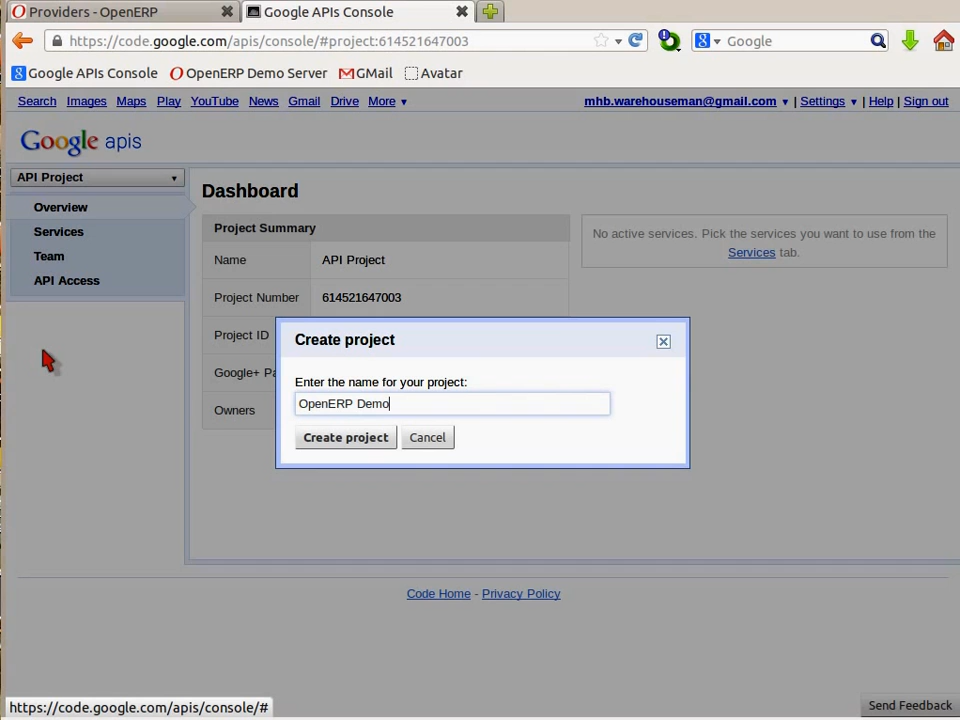 Providers - OpenERP
Google APIs Console
https://code.google.com/apis/console/#project:614521647003
Google
Google APIs Console OpenERP Demo Server GMail Avatar
Search Images Maps Play YouTube News Gmail Drive More ▼
mhb.warehouseman@gmail.com ▼ | Settings ▼ | Help | Sign out
Google apis
API Project
Overview
Services
Team
API Access
Dashboard
Project Summary
Name API Project
Project Number 614521647003
Project ID
Google+ Pa
Owners
No active services. Pick the services you want to use from the
Services tab.
Create project
Enter the name for your project:
OpenERP Demo
Create project Cancel
Code Home - Privacy Policy
https://code.google.com/apis/console/#
Send Feedback